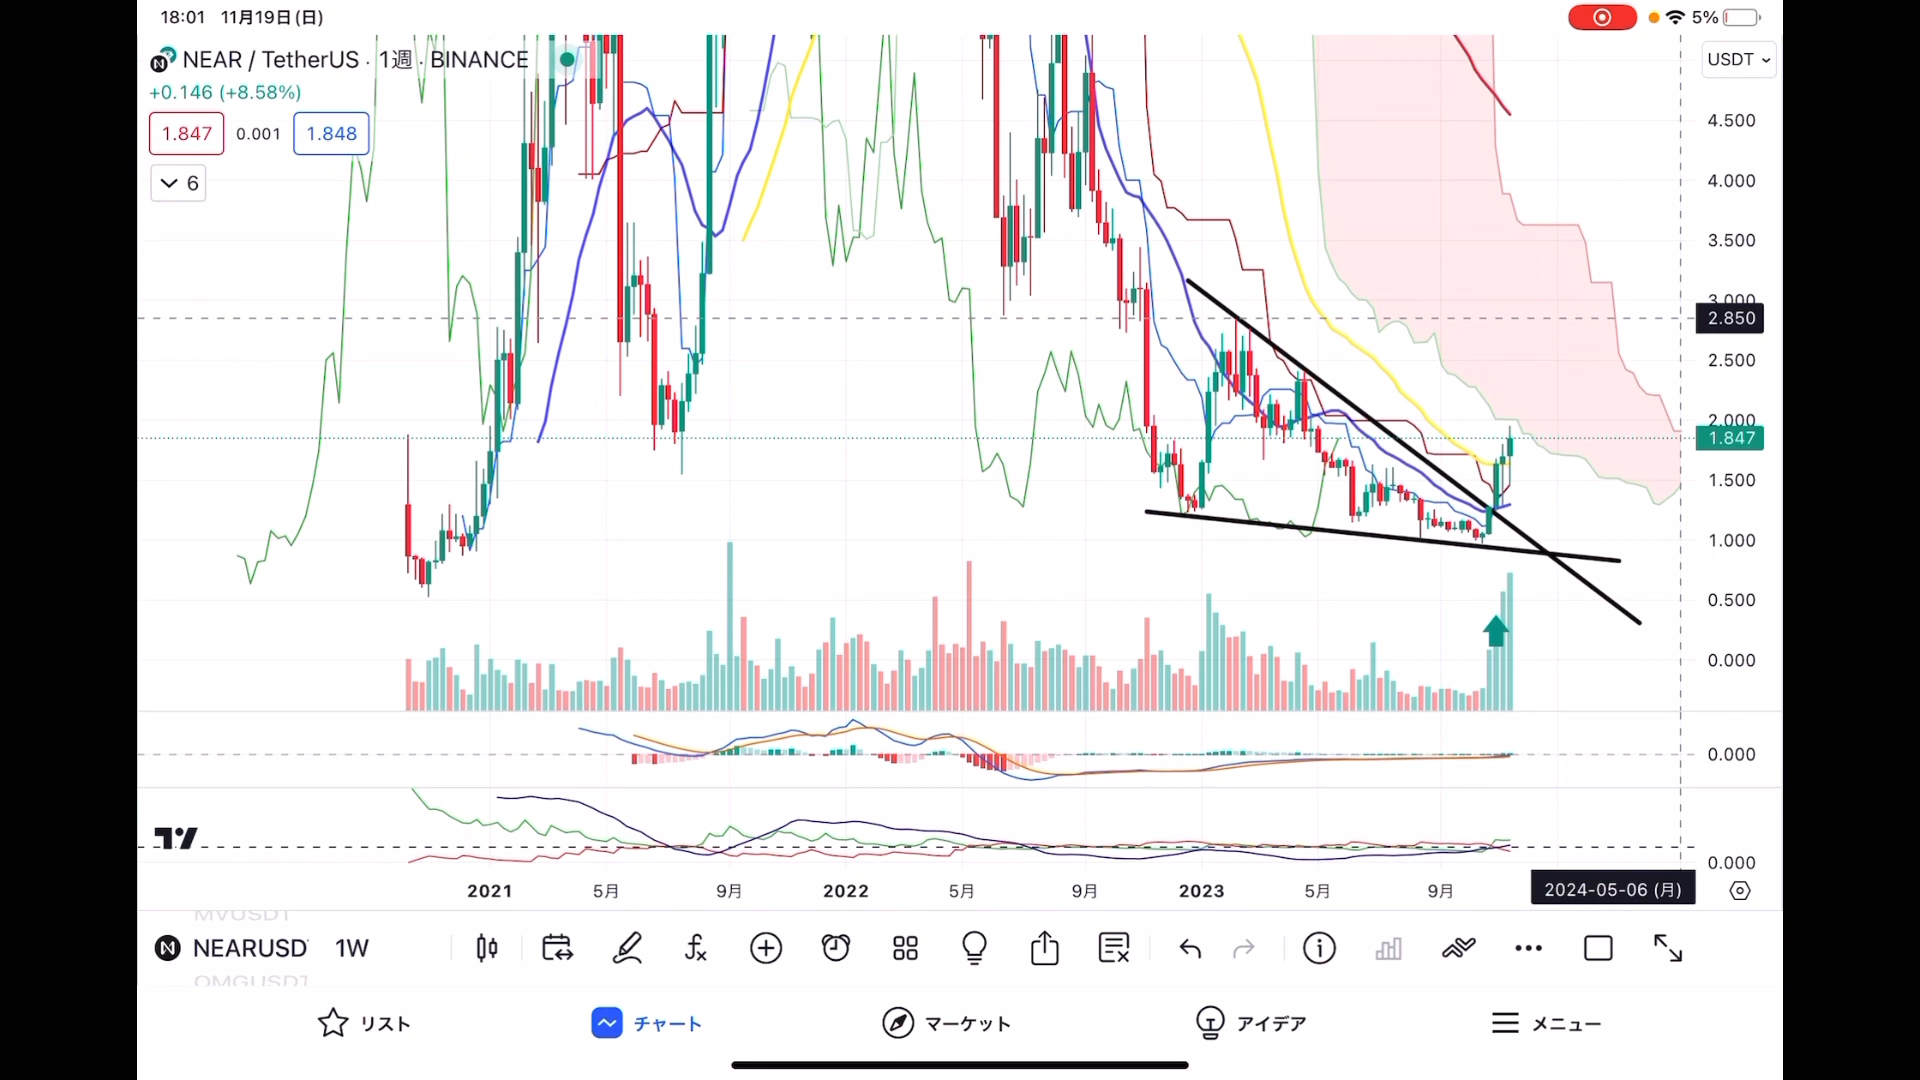 18:01 11月19日(日)
5%
NEAR / TetherUS · 1週 · BINANCE
USDT
+0.146 (+8.58%)
1.847 0.001 1.848
6
4.500
4.000
3.500
3.000
2.850
2.500
2.000
1.847
1.500
1.000
0.500
0.000
0.000
0.000
2021 5月 9月 2022 5月 9月 2023 5月 9月 2024-05-06 (月)
MVUSDT
NEARUSD 1W
OMGUSDT
リスト チャート マーケット アイデア メニュー